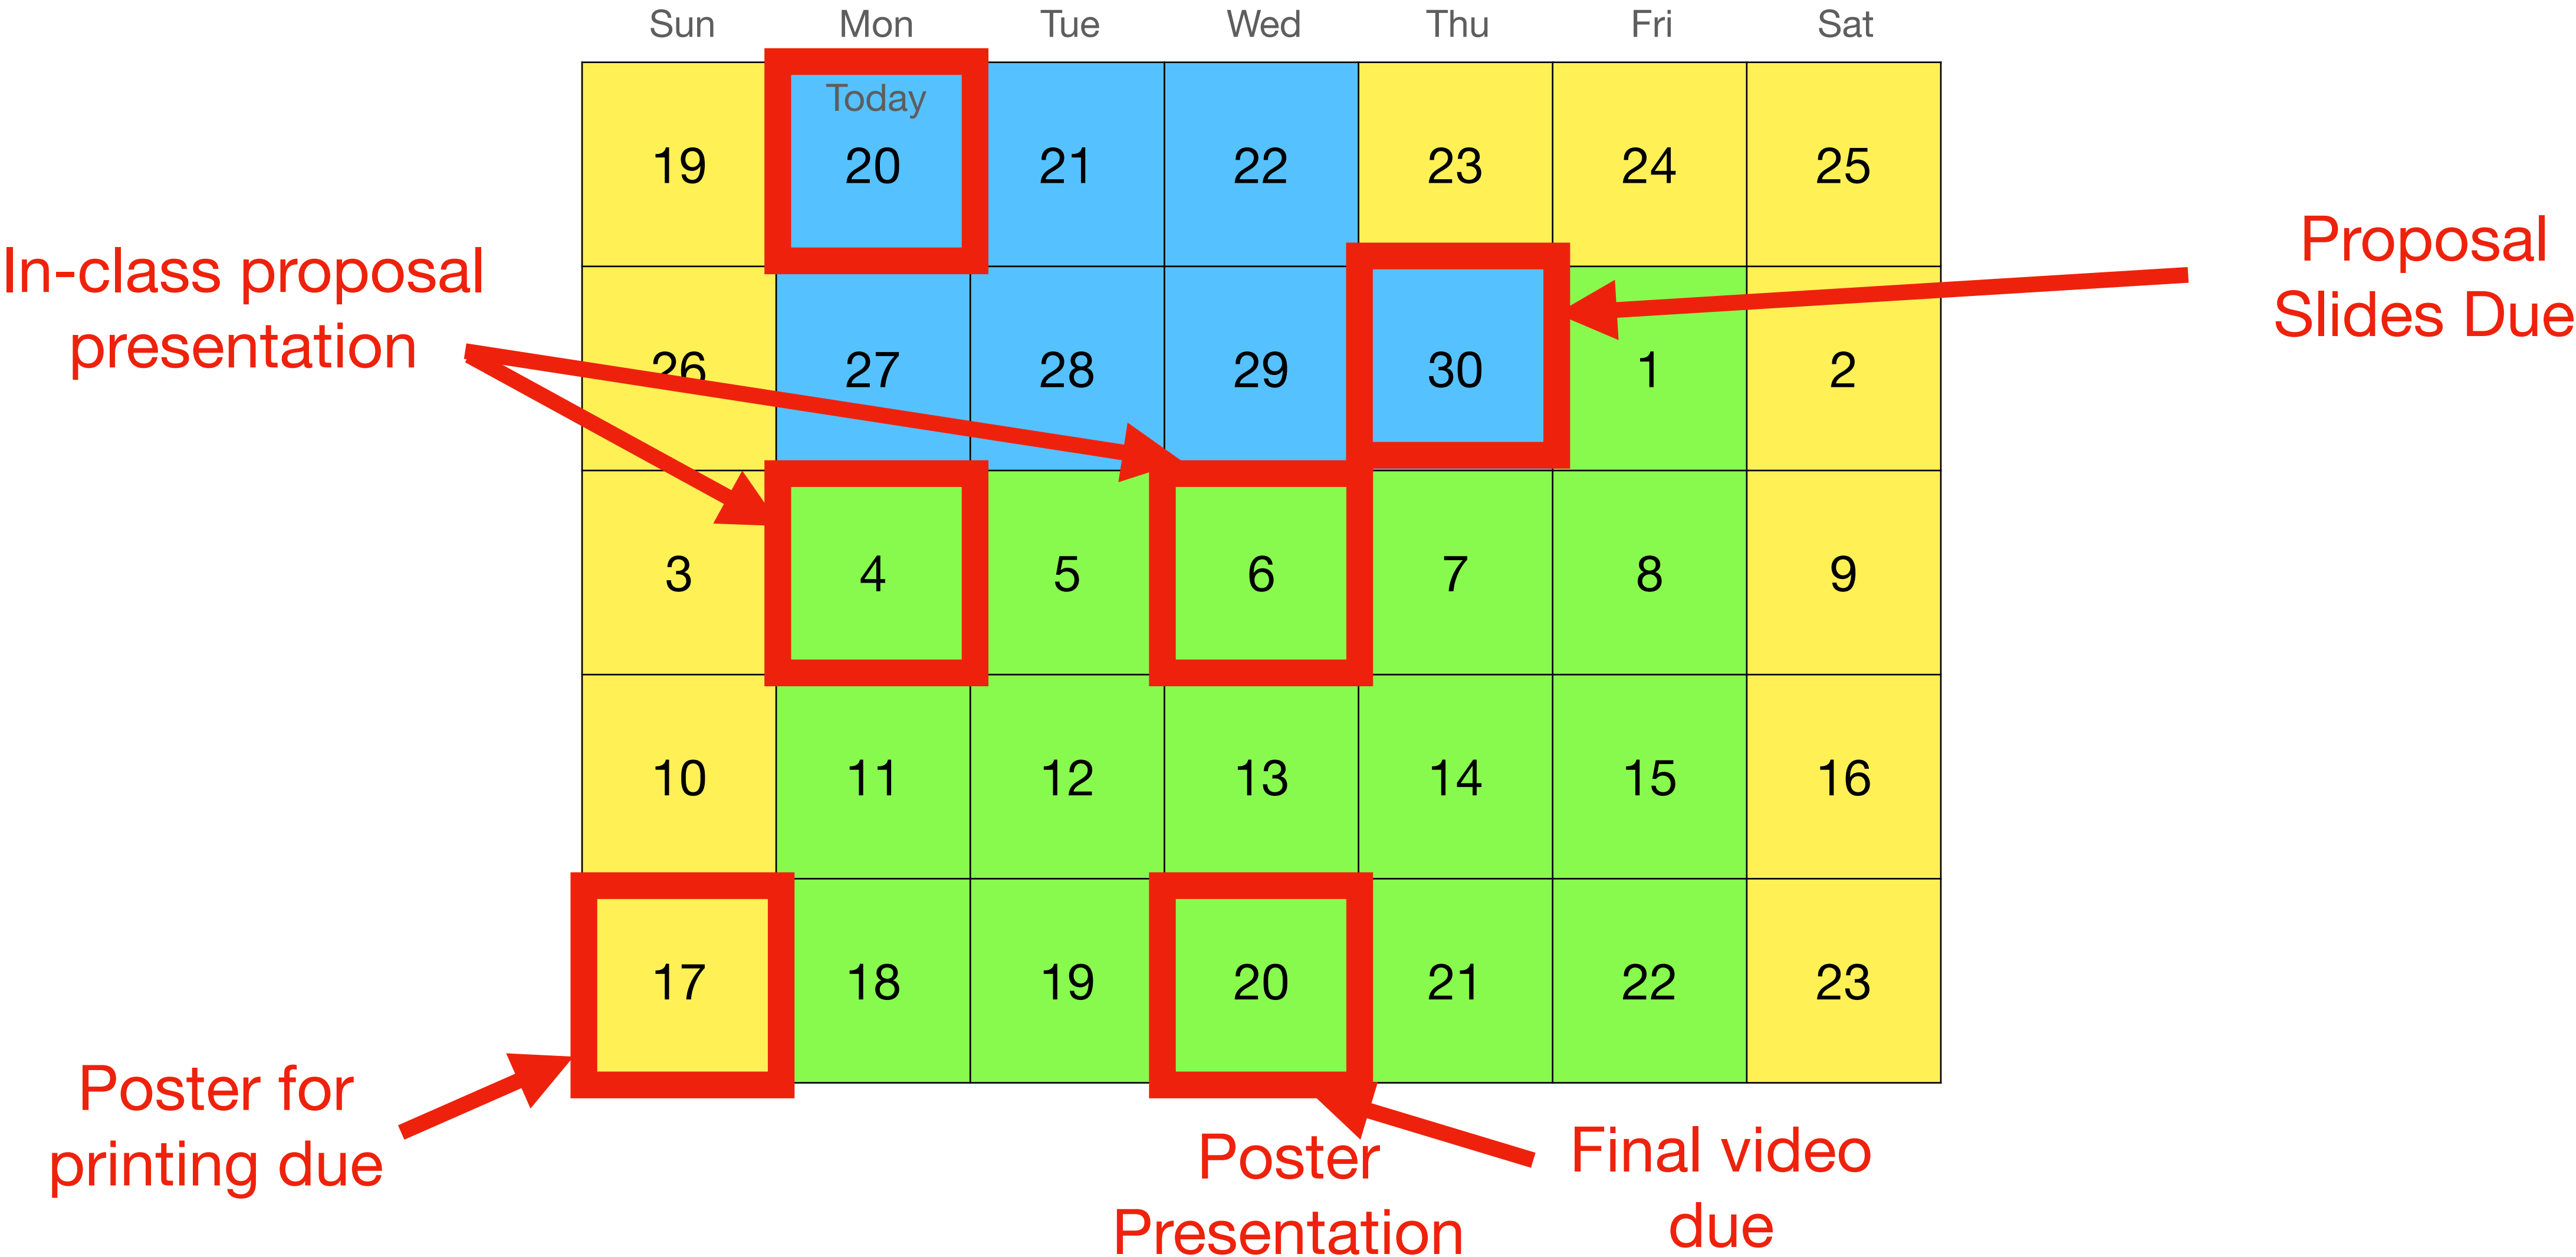 Sun Mon Tue Wed Thu Fri Sat
Today
19 20 21 22 23 24 25
In-class proposal
presentation
Proposal
Slides Due
26 27 28 29 30 1 2
3 4 5 6 7 8 9
10 11 12 13 14 15 16
17 18 19 20 21 22 23
Poster for
printing due
Poster
Presentation
Final video
due